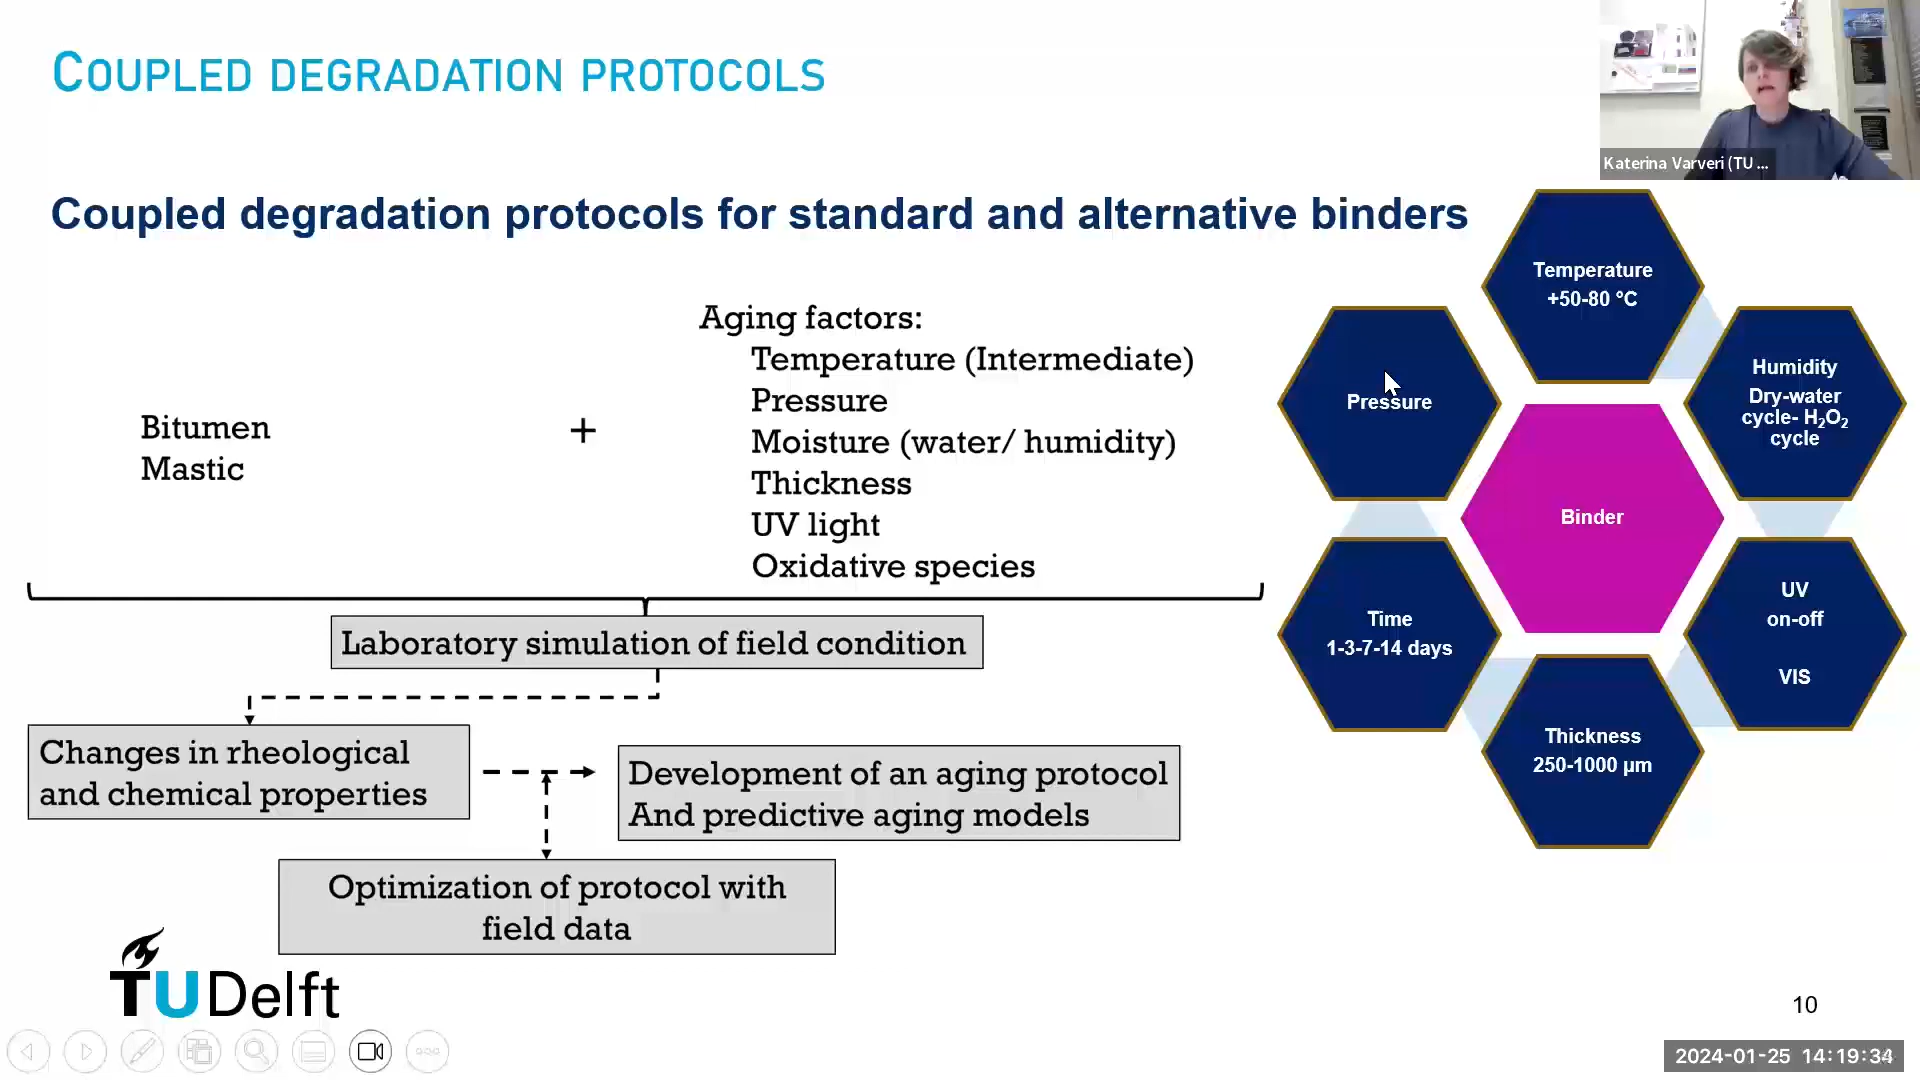 COUPLED DEGRADATION PROTOCOLS
Katerina Varveri (TU ...
Coupled degradation protocols for standard and alternative binders
Bitumen
Mastic
+
Aging factors:
Temperature (Intermediate)
Pressure
Moisture (water/ humidity)
Thickness
UV light
Oxidative species
Laboratory simulation of field condition
Changes in rheological
and chemical properties
Development of an aging protocol
And predictive aging models
Optimization of protocol with
field data
Temperature
+50-80 °C
Humidity
Dry-water
cycle- H₂O₂
cycle
Pressure
Binder
Time
1-3-7-14 days
UV
on-off
VIS
Thickness
250-1000 µm
TUDelft
10
2024-01-25 14:19:34